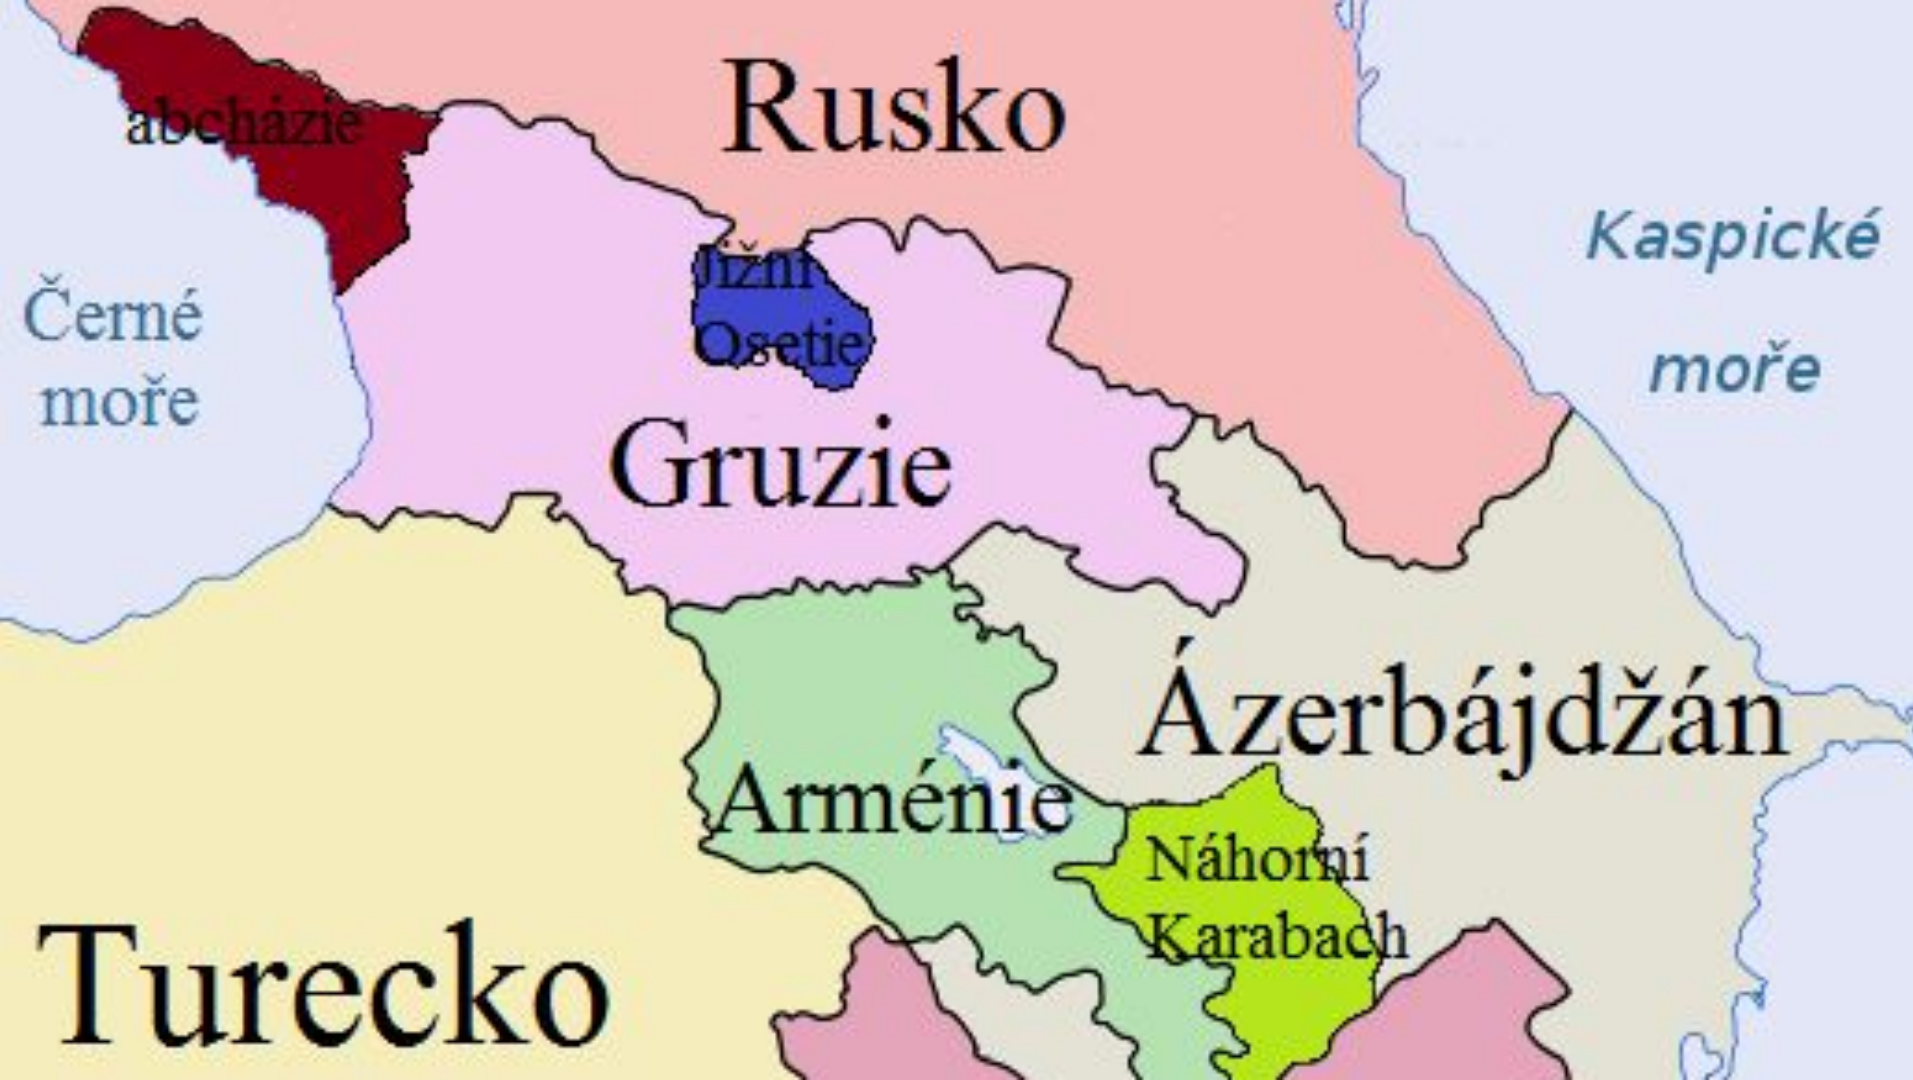 Rusko
abcházie
Kaspické
moře
Jižní
Osetie
Černé
moře
Gruzie
Ázerbájdžán
Arménie
Náhorní
Karabach
Turecko